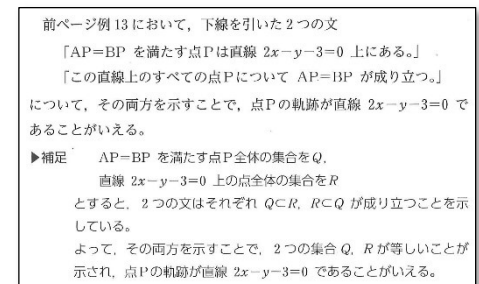 前ページ例13において，下線を引いた2つの文
「AP=BP を満たす点Pは直線 2x−y−3=0 上にある。」
「この直線上のすべての点Pについて AP=BP が成り立つ。」
について，その両方を示すことで，点Pの軌跡が直線 2x−y−3=0 で
あることがいえる。
▶補足 AP=BP を満たす点P全体の集合をQ，
直線 2x−y−3=0 上の点全体の集合をR
とすると，2つの文はそれぞれ Q⊂R，R⊂Q が成り立つことを示
している。
よって，その両方を示すことで，2つの集合 Q，R が等しいことが
示され，点Pの軌跡が直線 2x−y−3=0 であることがいえる。